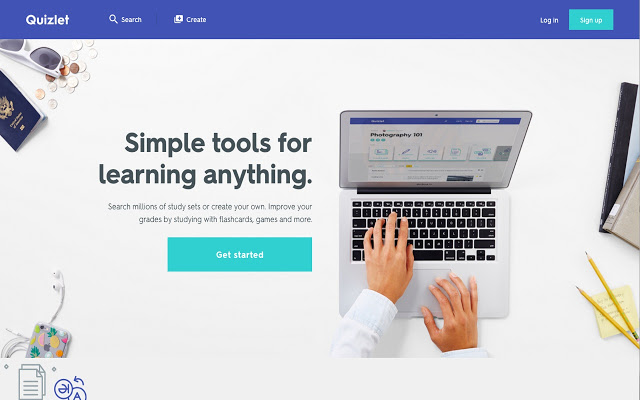 Quizlet
Search
Create
Log in
Sign up
Simple tools for
learning anything.
Search millions of study sets or create your own. Improve your
grades by studying with flashcards, games and more.
Get started
Photography 101